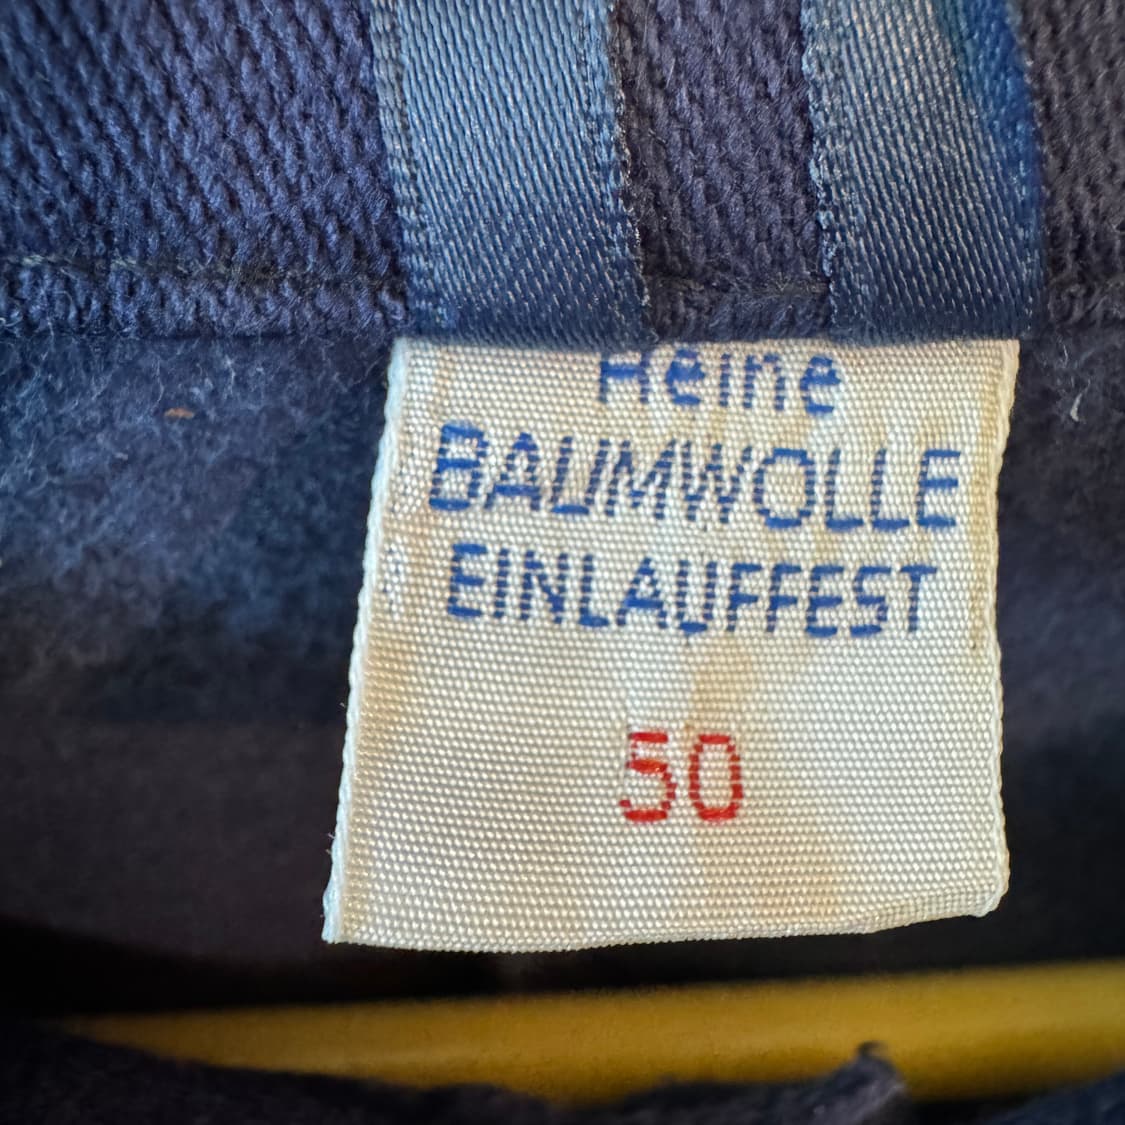 Reine
BAUMWOLLE
EINLAUFFEST
50